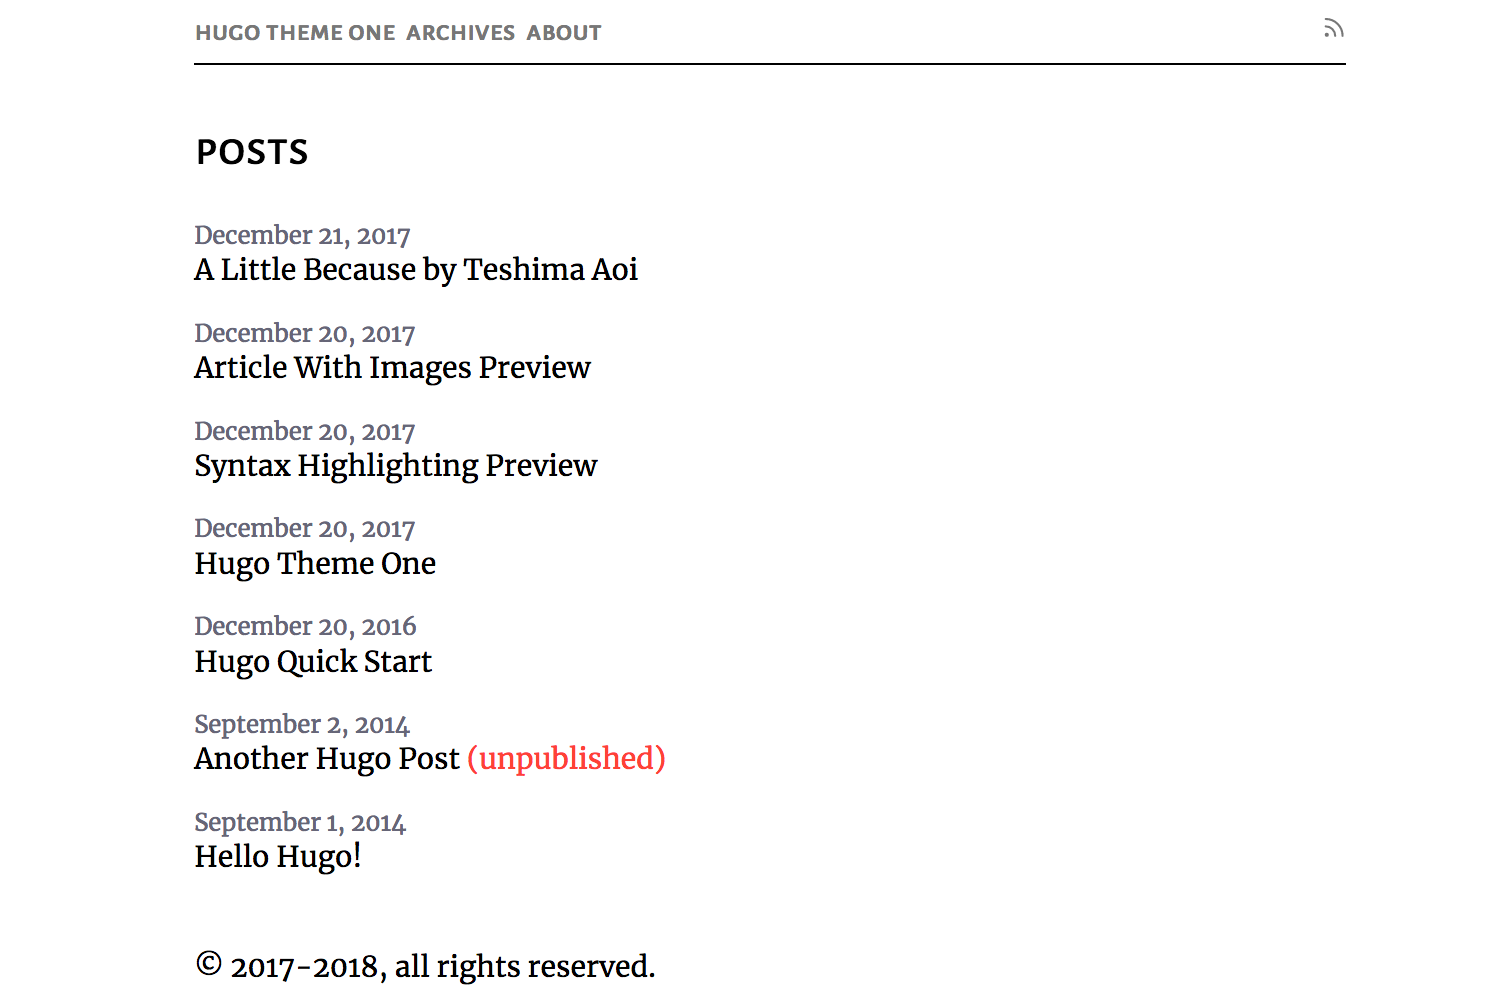 HUGO THEME ONE ARCHIVES ABOUT
POSTS
December 21, 2017
A Little Because by Teshima Aoi
December 20, 2017
Article With Images Preview
December 20, 2017
Syntax Highlighting Preview
December 20, 2017
Hugo Theme One
December 20, 2016
Hugo Quick Start
September 2, 2014
Another Hugo Post (unpublished)
September 1, 2014
Hello Hugo!
© 2017-2018, all rights reserved.